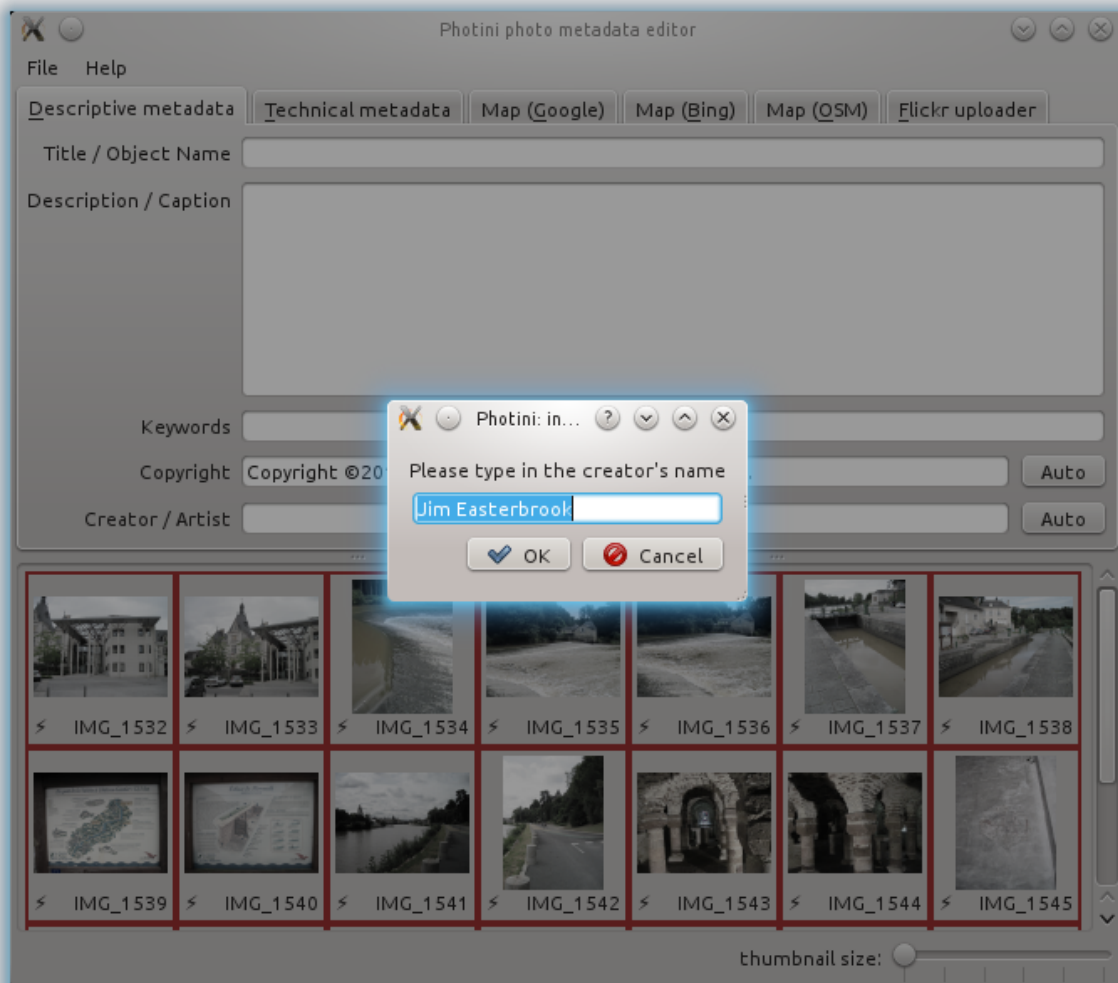 Photini photo metadata editor
File Help
Descriptive metadata Technical metadata Map (Google) Map (Bing) Map (OSM) Flickr uploader
Title / Object Name
Description / Caption
Keywords
Copyright Copyright ©20 Auto
Creator / Artist Auto
Photini: in...
Please type in the creator's name
Jim Easterbrook
OK Cancel
IMG_1532 IMG_1533 IMG_1534 IMG_1535 IMG_1536 IMG_1537 IMG_1538
IMG_1539 IMG_1540 IMG_1541 IMG_1542 IMG_1543 IMG_1544 IMG_1545
thumbnail size: